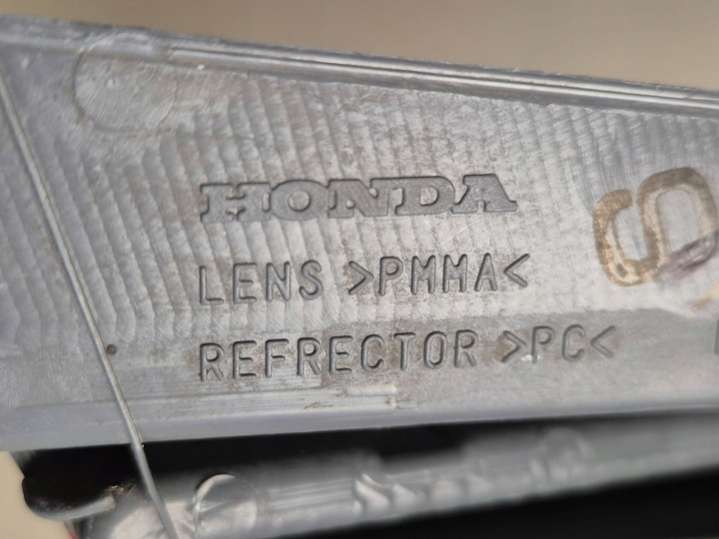 HONDA
LENS >PMMA<
REFRECTOR >PC<